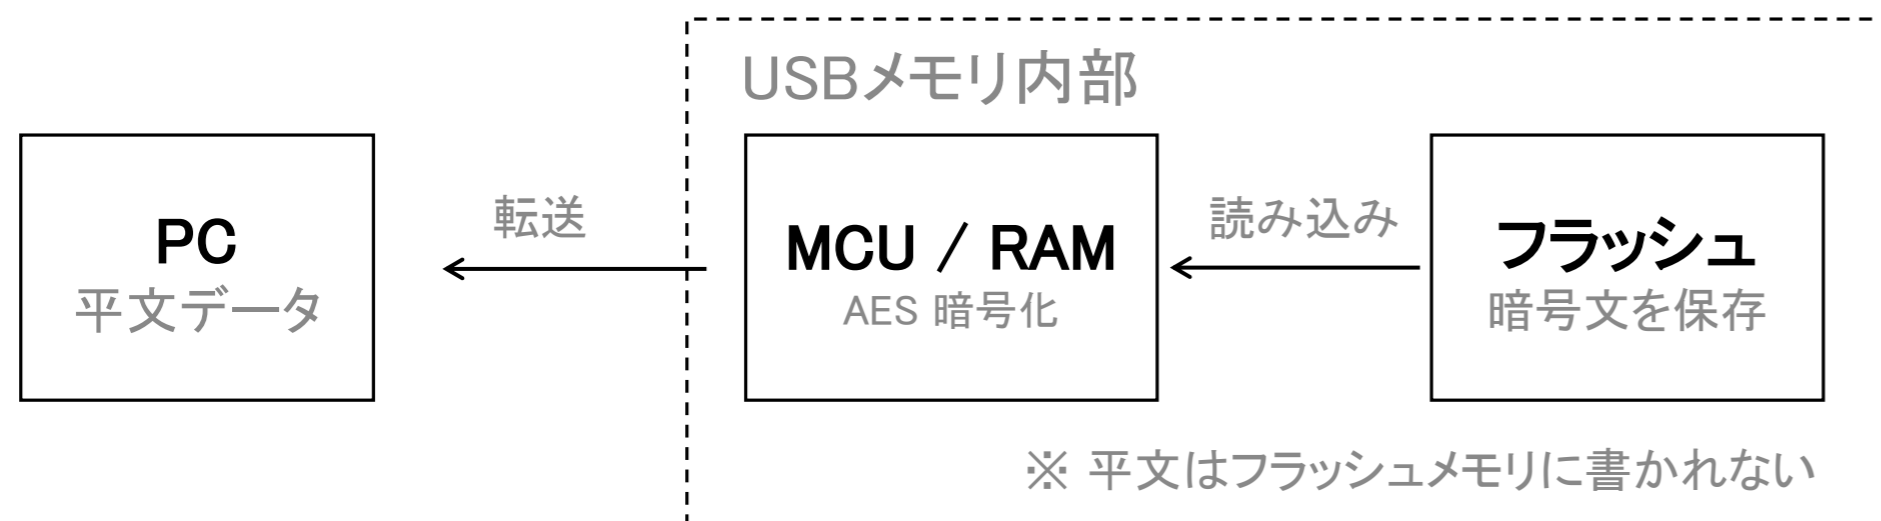 USBメモリ内部
PC
平文データ
転送
MCU / RAM
AES 暗号化
読み込み
フラッシュ
暗号文を保存
※ 平文はフラッシュメモリに書かれない